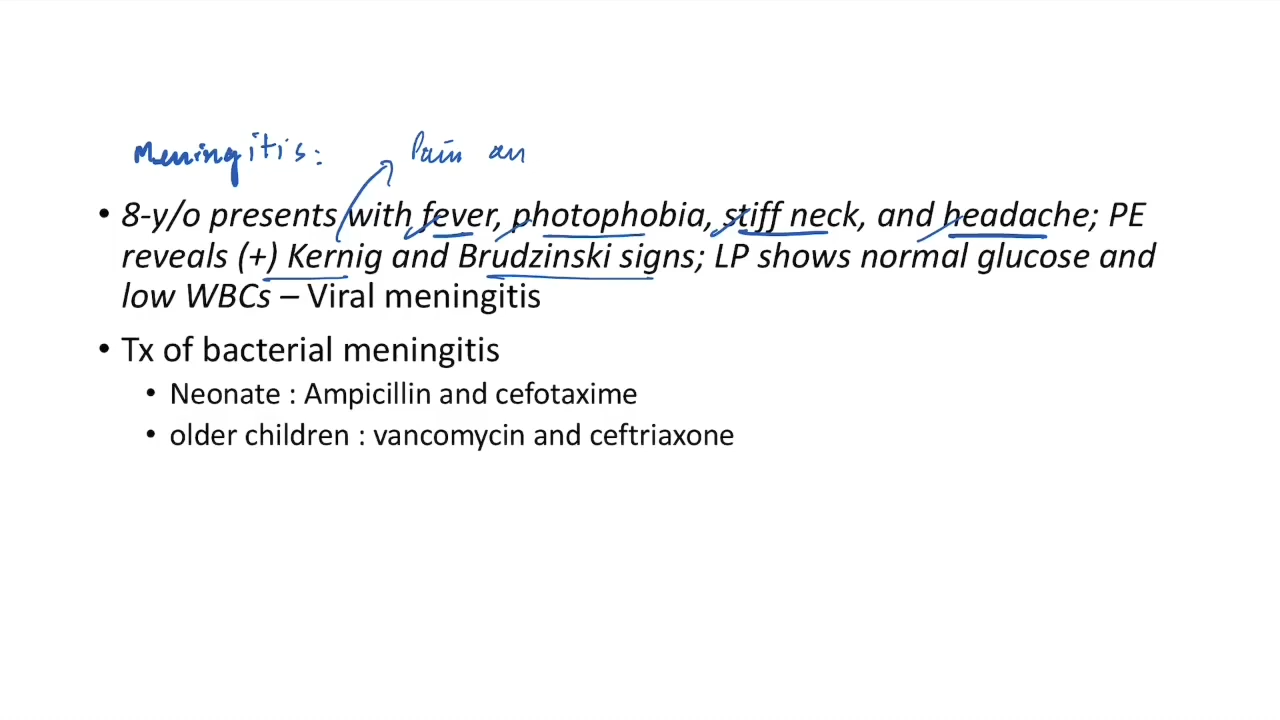 Meningitis: Pain an
• 8-y/o presents with fever, photophobia, stiff neck, and headache; PE
reveals (+) Kernig and Brudzinski signs; LP shows normal glucose and
low WBCs – Viral meningitis
• Tx of bacterial meningitis
• Neonate : Ampicillin and cefotaxime
• older children : vancomycin and ceftriaxone